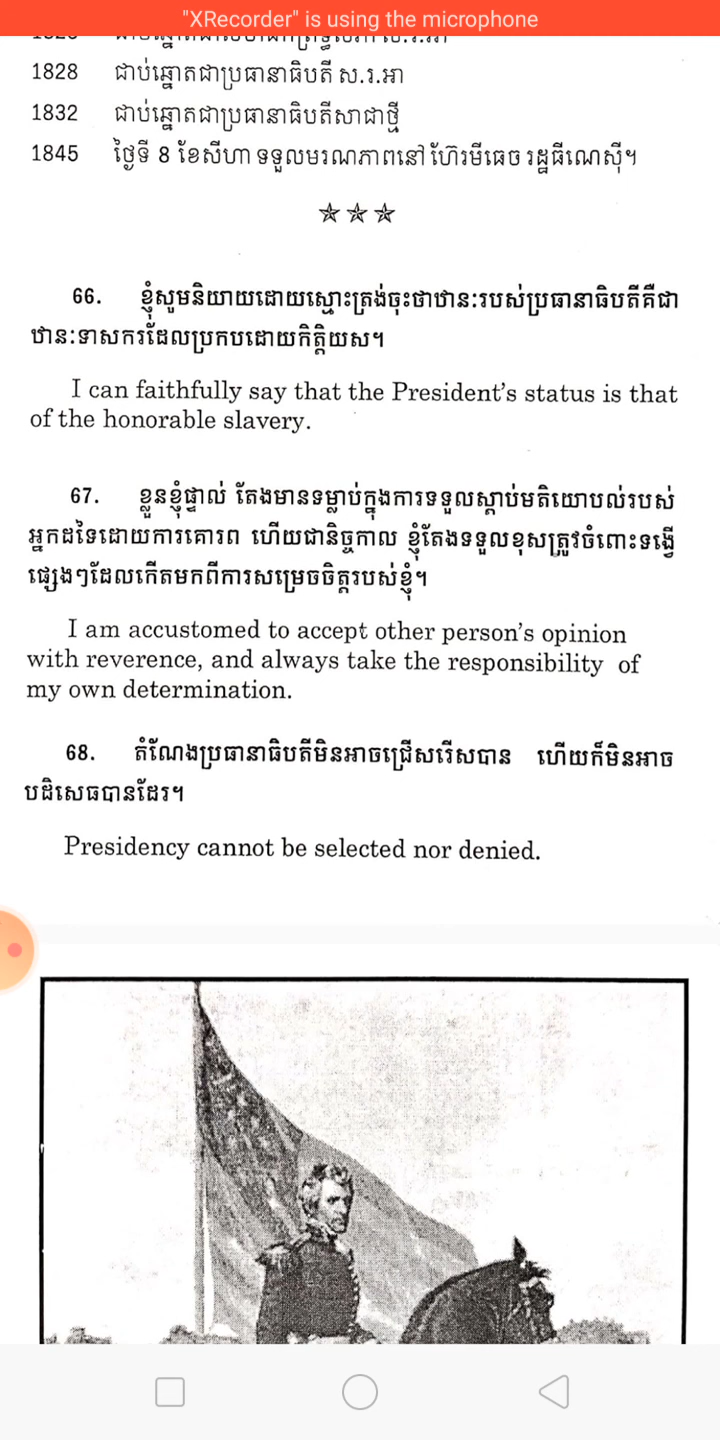 "XRecorder" is using the microphone
1828 ជាប់ឆ្នោតជាប្រធានាធិបតី ស.រ.អា
1832 ជាប់ឆ្នោតជាប្រធានាធិបតីសាជាថ្មី
1845 ថ្ងៃទី 8 ខែសីហា ទទួលមរណភាពនៅ ហ៊ែរមីធេច រដ្ឋធីណេស៊ី។
66. ខ្ញុំសូមនិយាយដោយស្មោះត្រង់ចុះថាឋានៈរបស់ប្រធានាធិបតីគឺជា
ឋានៈទាសករដែលប្រកបដោយកិត្តិយស។
I can faithfully say that the President's status is that
of the honorable slavery.
67. ខ្លួនខ្ញុំផ្ទាល់ តែងមានទម្លាប់ក្នុងការទទួលស្តាប់មតិយោបល់របស់
អ្នកដទៃដោយការគោរព ហើយជានិច្ចកាល ខ្ញុំតែងទទួលខុសត្រូវចំពោះទង្វើ
ផ្សេងៗដែលកើតមកពីការសម្រេចចិត្តរបស់ខ្ញុំ។
I am accustomed to accept other person's opinion
with reverence, and always take the responsibility of
my own determination.
68. តំណែងប្រធានាធិបតីមិនអាចជ្រើសរើសបាន ហើយក៏មិនអាច
បដិសេធបានដែរ។
Presidency cannot be selected nor denied.